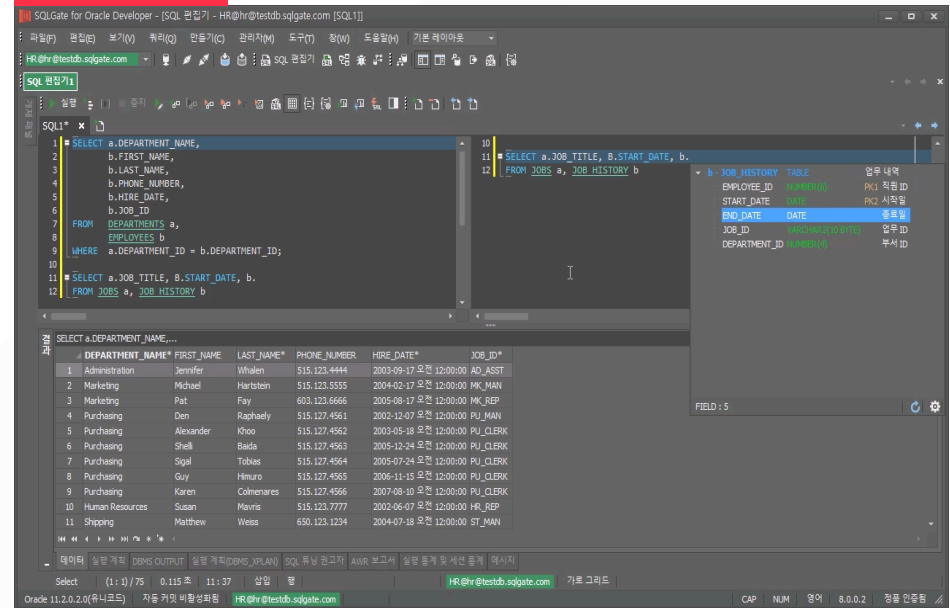 SQLGate for Oracle Developer - [SQL 편집기 - HR@hr@testdb.sqlgate.com [SQL1]]
파일(F) 편집(E) 보기(V) 쿼리(Q) 만들기(C) 관리자(M) 도구(T) 창(W) 도움말(H) 기본 레이아웃
HR@hr@testdb.sqlgate.com SQL 편집기
SQL 편집기1
실행 중지
SQL1*
1 SELECT a.DEPARTMENT_NAME,
2 b.FIRST_NAME,
3 b.LAST_NAME,
4 b.PHONE_NUMBER,
5 b.HIRE_DATE,
6 b.JOB_ID
7 FROM DEPARTMENTS a,
8 EMPLOYEES b
9 WHERE a.DEPARTMENT_ID = b.DEPARTMENT_ID;
10
11 SELECT a.JOB_TITLE, B.START_DATE, b.
12 FROM JOBS a, JOB HISTORY b
10
11 SELECT a.JOB_TITLE, B.START_DATE, b.
12 FROM JOBS a, JOB HISTORY b
b - JOB_HISTORY TABLE 업무 내역
EMPLOYEE_ID NUMBER(6) PK1 직원 ID
START_DATE DATE PK2 시작일
END_DATE DATE 종료일
JOB_ID VARCHAR2(10 BYTE) 업무 ID
DEPARTMENT_ID NUMBER(4) 부서 ID
FIELD : 5
결과
SELECT a.DEPARTMENT_NAME,...
DEPARTMENT_NAME* FIRST_NAME LAST_NAME* PHONE_NUMBER HIRE_DATE* JOB_ID*
1 Administration Jennifer Whalen 515.123.4444 2003-09-17 오전 12:00:00 AD_ASST
2 Marketing Michael Hartstein 515.123.5555 2004-02-17 오전 12:00:00 MK_MAN
3 Marketing Pat Fay 603.123.6666 2005-08-17 오전 12:00:00 MK_REP
4 Purchasing Den Raphaely 515.127.4561 2002-12-07 오전 12:00:00 PU_MAN
5 Purchasing Alexander Khoo 515.127.4562 2003-05-18 오전 12:00:00 PU_CLERK
6 Purchasing Shelli Baida 515.127.4563 2005-12-24 오전 12:00:00 PU_CLERK
7 Purchasing Sigal Tobias 515.127.4564 2005-07-24 오전 12:00:00 PU_CLERK
8 Purchasing Guy Himuro 515.127.4565 2006-11-15 오전 12:00:00 PU_CLERK
9 Purchasing Karen Colmenares 515.127.4566 2007-08-10 오전 12:00:00 PU_CLERK
10 Human Resources Susan Mavris 515.123.7777 2002-06-07 오전 12:00:00 HR_REP
11 Shipping Matthew Weiss 650.123.1234 2004-07-18 오전 12:00:00 ST_MAN
데이터 실행 계획 DBMS OUTPUT 실행 계획(DBMS_XPLAN) SQL 튜닝 권고자 AWR 보고서 실행 통계 및 세션 통계 메시지
Select (1 : 1) / 75 0.115 초 11 : 37 삽입 행 HR@hr@testdb.sqlgate.com 가로 그리드
Oracle 11.2.0.2.0(유니코드) 자동 커밋 비활성화됨 HR@hr@testdb.sqlgate.com CAP NUM 영어 8.0.0.2 정품 인증됨